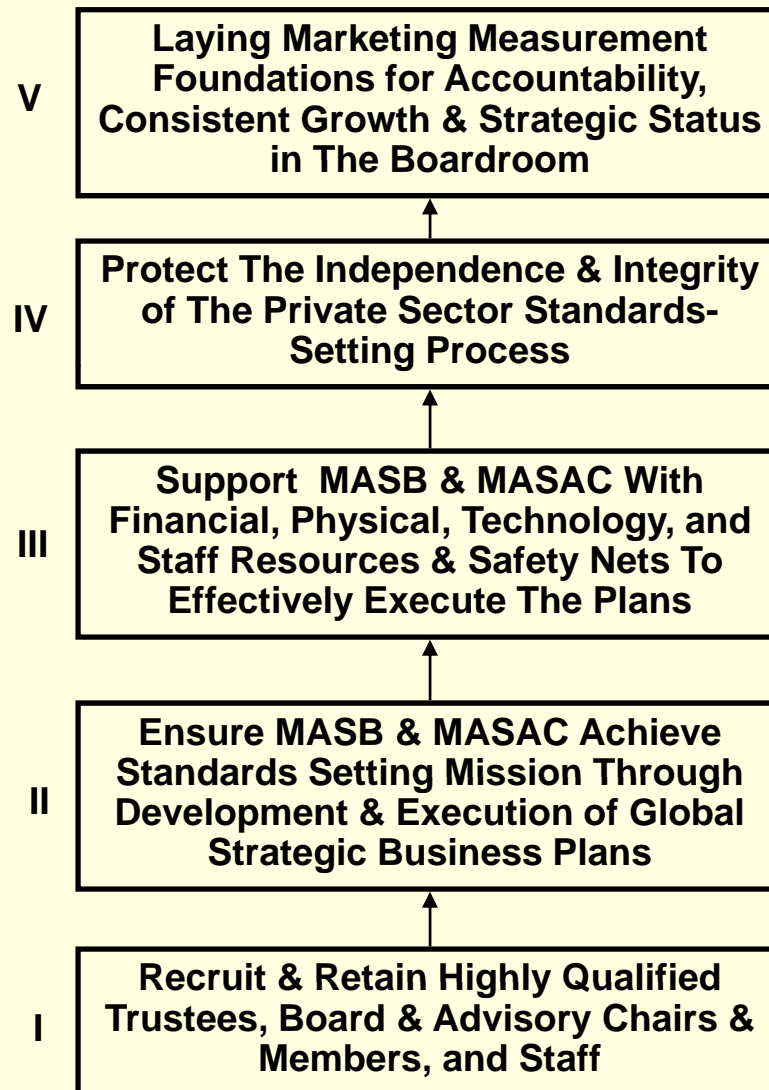 V
Laying Marketing Measurement
Foundations for Accountability,
Consistent Growth & Strategic Status
in The Boardroom
IV
Protect The Independence & Integrity
of The Private Sector Standards-
Setting Process
III
Support  MASB & MASAC With
Financial, Physical, Technology, and
Staff Resources & Safety Nets To
Effectively Execute The Plans
II
Ensure MASB & MASAC Achieve
Standards Setting Mission Through
Development & Execution of Global
Strategic Business Plans
I
Recruit & Retain Highly Qualified
Trustees, Board & Advisory Chairs &
Members, and Staff